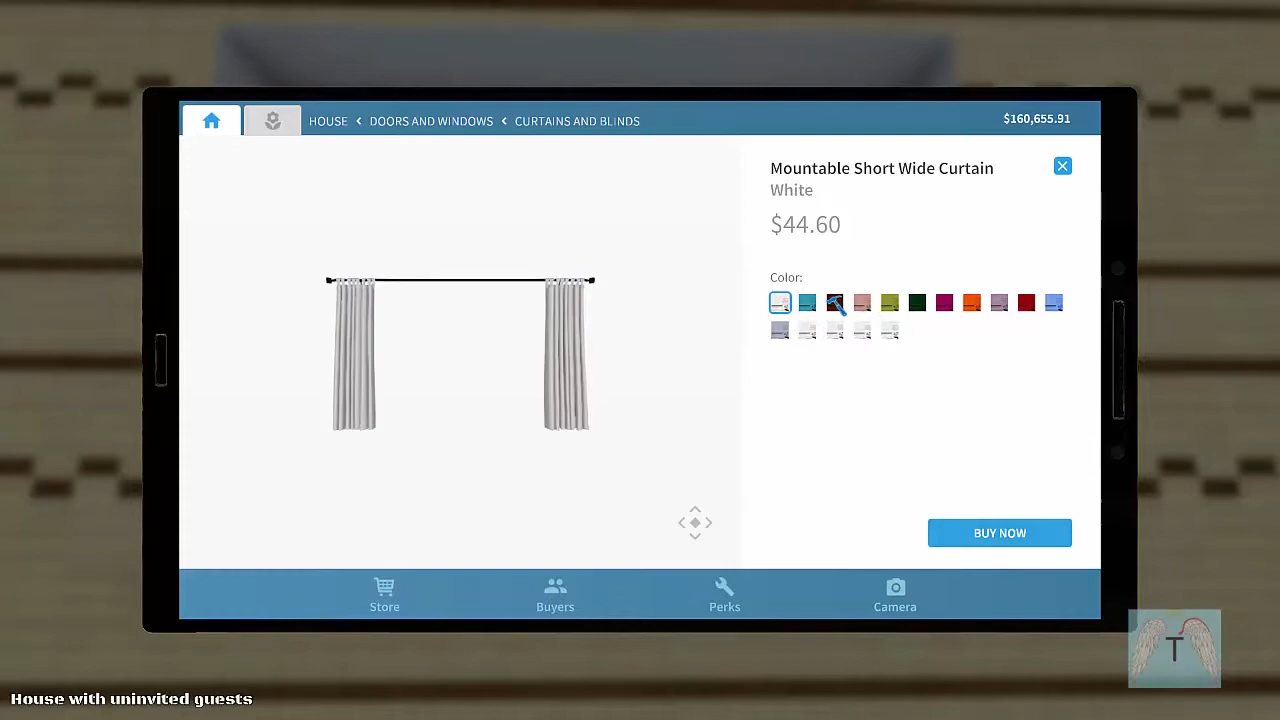 HOUSE < DOORS AND WINDOWS < CURTAINS AND BLINDS
$160,655.91
Mountable Short Wide Curtain
White
$44.60
Color:
BUY NOW
Store
Buyers
Perks
Camera
T
House with uninvited guests